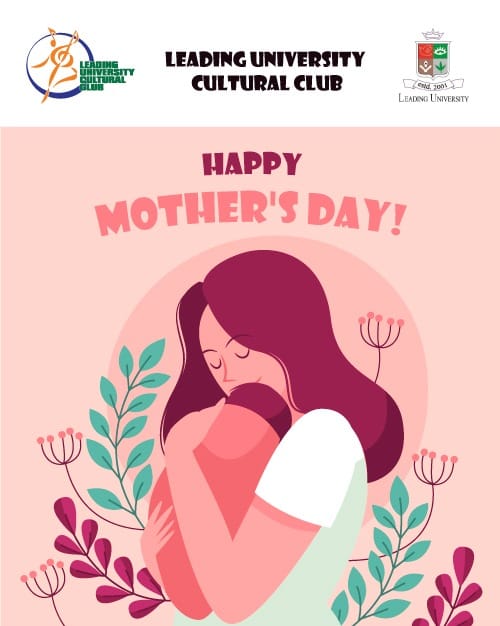 LEADING
UNIVERSITY
CULTURAL
CLUB
LEADING UNIVERSITY
CULTURAL CLUB
estd. 2001
LEADING UNIVERSITY
HAPPY
MOTHER'S DAY!